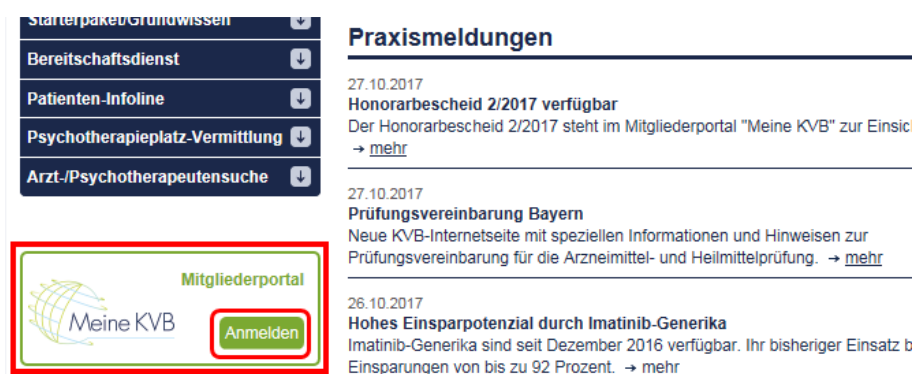 Starterpaket/Grundwissen
Bereitschaftsdienst
Patienten-Infoline
Psychotherapieplatz-Vermittlung
Arzt-/Psychotherapeutensuche
Mitgliederportal
Meine KVB
Anmelden
Praxismeldungen
27.10.2017
Honorarbescheid 2/2017 verfügbar
Der Honorarbescheid 2/2017 steht im Mitgliederportal "Meine KVB" zur
→ mehr
27.10.2017
Prüfungsvereinbarung Bayern
Neue KVB-Internetseite mit speziellen Informationen und Hinweisen zur
Prüfungsvereinbarung für die Arzneimittel- und Heilmittelprüfung. → mehr
26.10.2017
Hohes Einsparpotenzial durch Imatinib-Generika
Imatinib-Generika sind seit Dezember 2016 verfügbar. Ihr bisheriger Einsatz
Einsparungen von bis zu 92 Prozent. → mehr